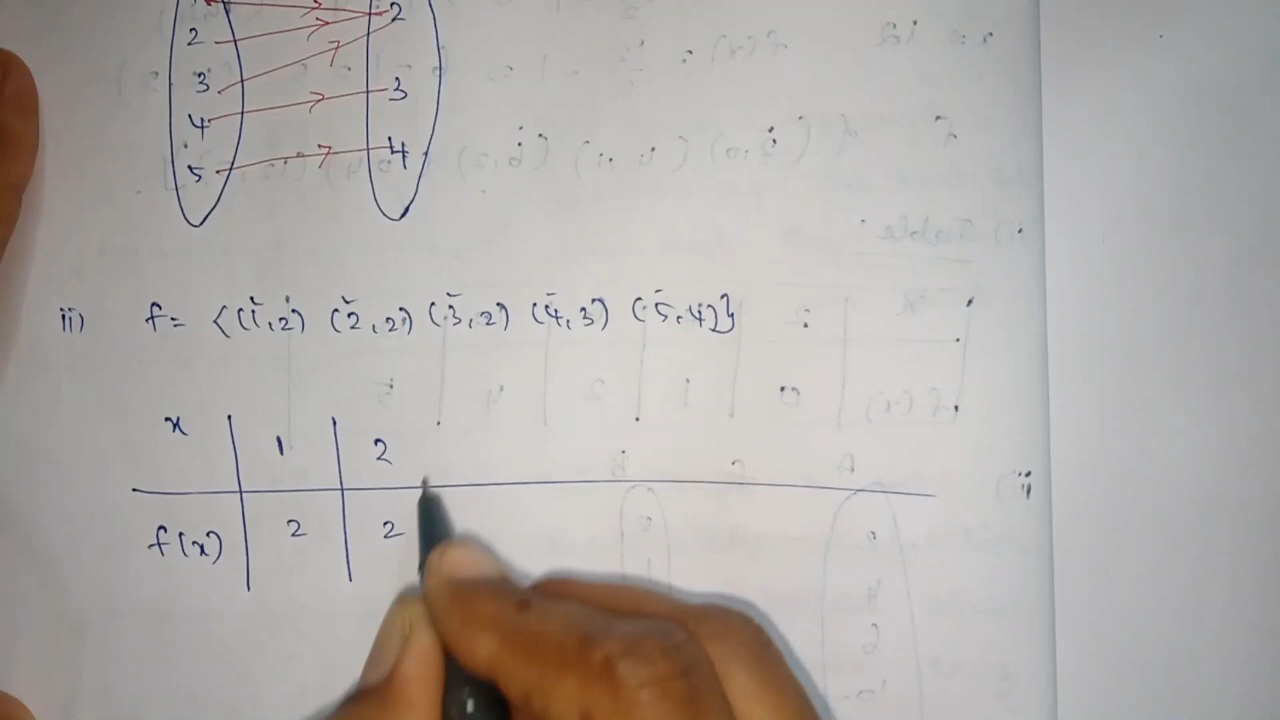 2 2
3 3
4 4
5
ii) f = {(1,2) (2,2) (3,2) (4,3) (5,4)}
x 1 2
f(x) 2 2